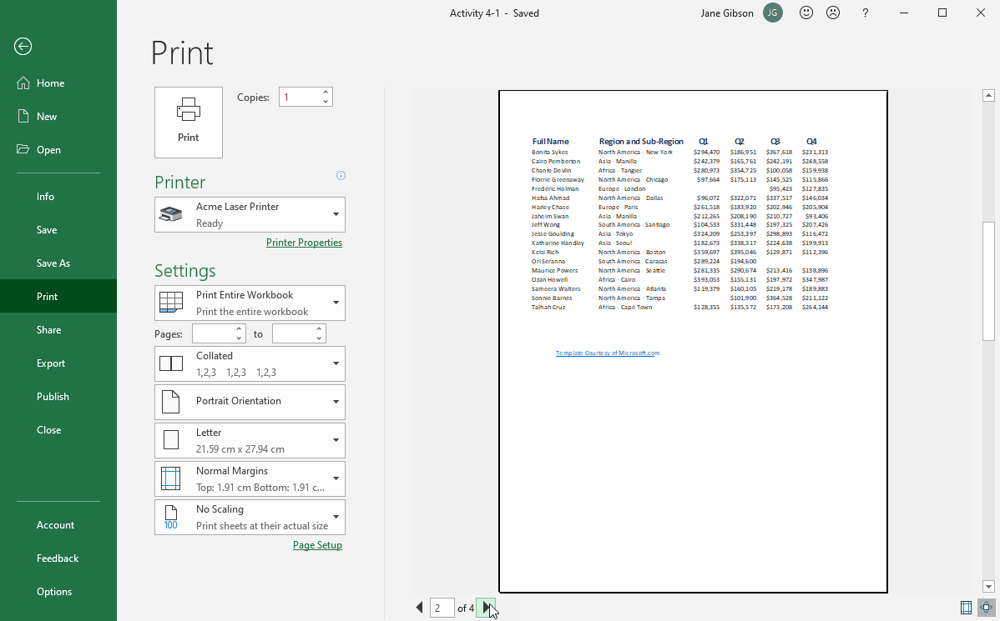 Activity 4-1 - Saved
Jane Gibson JG ?
Home
New
Open
Info
Save
Save As
Print
Share
Export
Publish
Close
Account
Feedback
Options
Print
Print
Copies: 1
Printer
Acme Laser Printer
Ready
Printer Properties
Settings
Print Entire Workbook
Print the entire workbook
Pages: to
Collated
1,2,3 1,2,3 1,2,3
Portrait Orientation
Letter
21.59 cm x 27.94 cm
Normal Margins
Top: 1.91 cm Bottom: 1.91 c...
No Scaling
100 Print sheets at their actual size
Page Setup
Full Name Region and Sub-Region Q1 Q2 Q3 Q4
Bonita Sykes North America - New York $294,470 $186,951 $367,618 $231,313
Cairo Pemberton Asia - Manilla $242,379 $165,761 $242,191 $248,558
Chante Devlin Africa - Tangier $280,973 $354,725 $100,058 $159,938
Florrie Greenaway North America - Chicago $97,664 $175,113 $145,525 $115,866
Frederic Holman Europe - London $95,423 $127,835
Hafsa Ahmad North America - Dallas $96,072 $322,071 $337,517 $146,034
Harley Chase Europe - Paris $261,518 $183,920 $202,946 $205,904
Jaheim Swan Asia - Manilla $212,265 $208,190 $210,727 $93,406
Jeff Wong South America - Santiago $104,533 $331,448 $197,325 $207,426
Jesse Goulding Asia - Tokyo $324,209 $253,397 $298,893 $116,472
Katharine Handley Asia - Seoul $182,673 $338,317 $224,638 $199,913
Kelsi Rich North America - Boston $359,697 $395,046 $129,871 $112,396
Ori Seranna South America - Caracas $289,224 $194,600
Maurice Powers North America - Seattle $281,335 $290,674 $213,416 $138,896
Ozan Howell Africa - Cairo $393,053 $155,131 $197,972 $347,987
Sameera Walters North America - Atlanta $119,379 $160,105 $219,178 $189,883
Sonnie Barnes North America - Tampa $101,900 $364,528 $211,122
Talhah Cruz Africa - Cape Town $128,355 $135,572 $173,208 $264,144
Template Courtesy of Microsoft.com
2 of 4